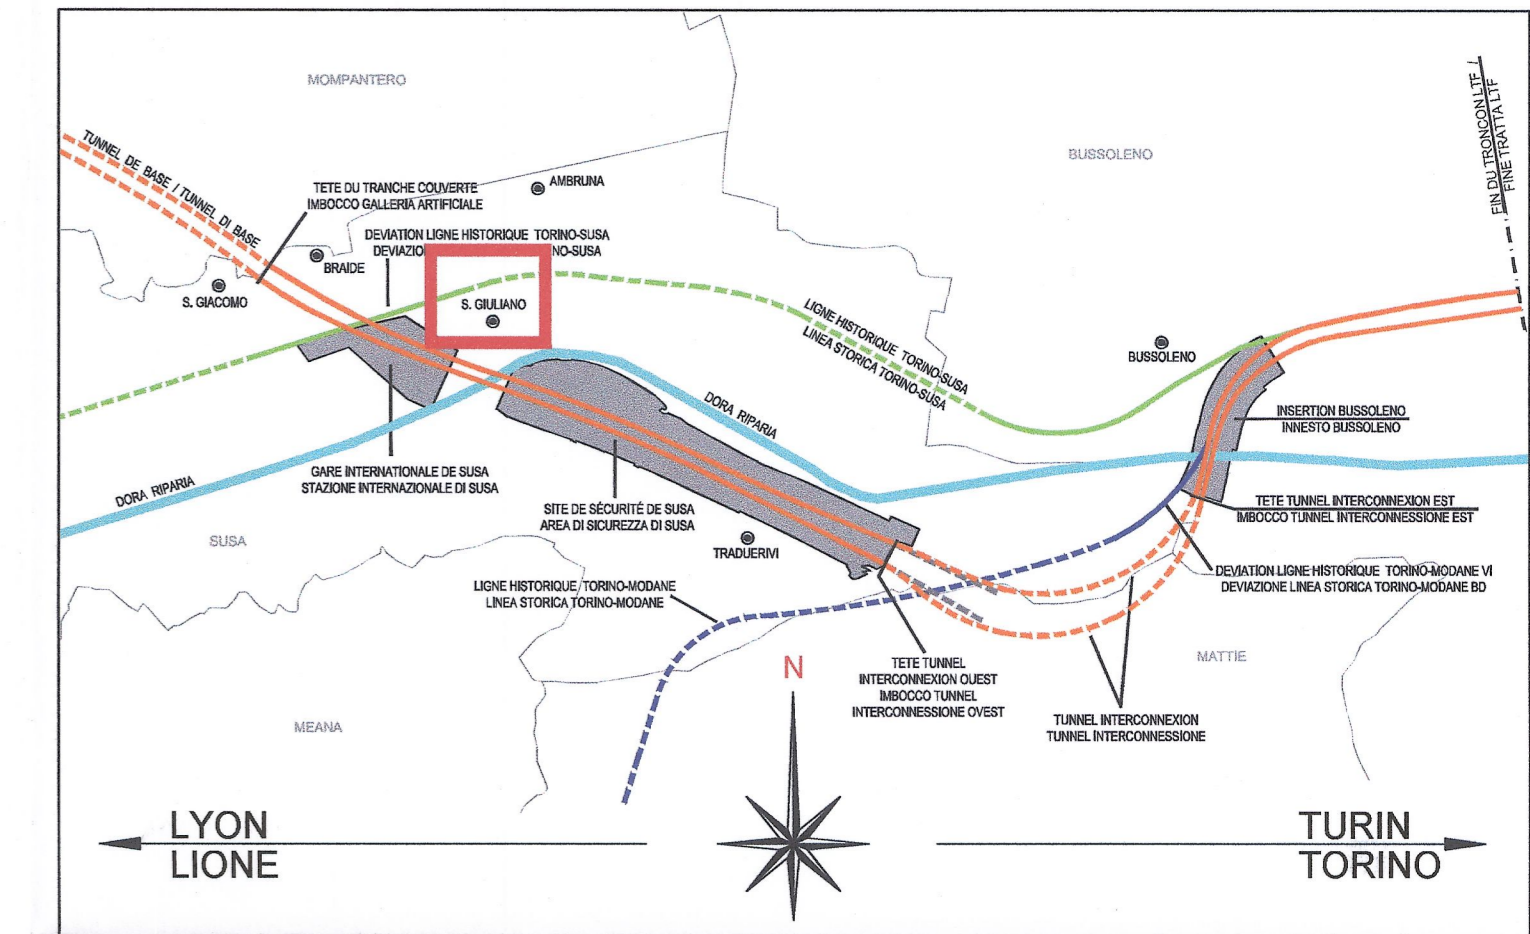 MOMPANTERO
BUSSOLENO
FIN DU TRONCON LTF /
FINE TRATTA LTF
TUNNEL DE BASE / TUNNEL DI BASE
TETE DU TRANCHE COUVERTE
IMBOCCO GALLERIA ARTIFICIALE
AMBRUNA
DEVIATION LIGNE HISTORIQUE TORINO-SUSA
NO-SUSA
BRAIDE
S. GIACOMO
S. GIULIANO
LIGNE HISTORIQUE TORINO-SUSA
LINEA STORICA TORINO-SUSA
BUSSOLENO
INSERTION BUSSOLENO
INNESTO BUSSOLENO
DORA RIPARIA
DORA RIPARIA
GARE INTERNATIONALE DE SUSA
STAZIONE INTERNAZIONALE DI SUSA
SITE DE SÉCURITÉ DE SUSA
AREA DI SICUREZZA DI SUSA
TETE TUNNEL INTERCONNEXION EST
IMBOCCO TUNNEL INTERCONNESSIONE EST
SUSA
TRADUERIVI
LIGNE HISTORIQUE TORINO-MODANE
LINEA STORICA TORINO-MODANE
DEVIATION LIGNE HISTORIQUE TORINO-MODANE VI
DEVIAZIONE LINEA STORICA TORINO-MODANE BD
TETE TUNNEL
INTERCONNEXION OUEST
IMBOCCO TUNNEL
INTERCONNESSIONE OVEST
MATTIE
N
TUNNEL INTERCONNEXION
TUNNEL INTERCONNESSIONE
MEANA
LYON
LIONE
TURIN
TORINO